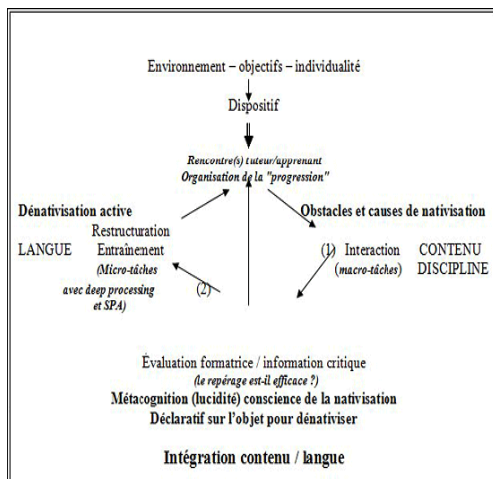 Environnement – objectifs – individualité
Dispositif
Rencontre(s) tuteur/apprenant
Organisation de la "progression"
Dénativisation active
Obstacles et causes de nativisation
Restructuration
LANGUE Entraînement
(1) Interaction CONTENU
(Micro-tâches
(macro-tâches) DISCIPLINE
avec deep processing
et SPA)
(2)
Évaluation formatrice / information critique
(le repérage est-il efficace ?)
Métacognition (lucidité) conscience de la nativisation
Déclaratif sur l'objet pour dénativiser
Intégration contenu / langue